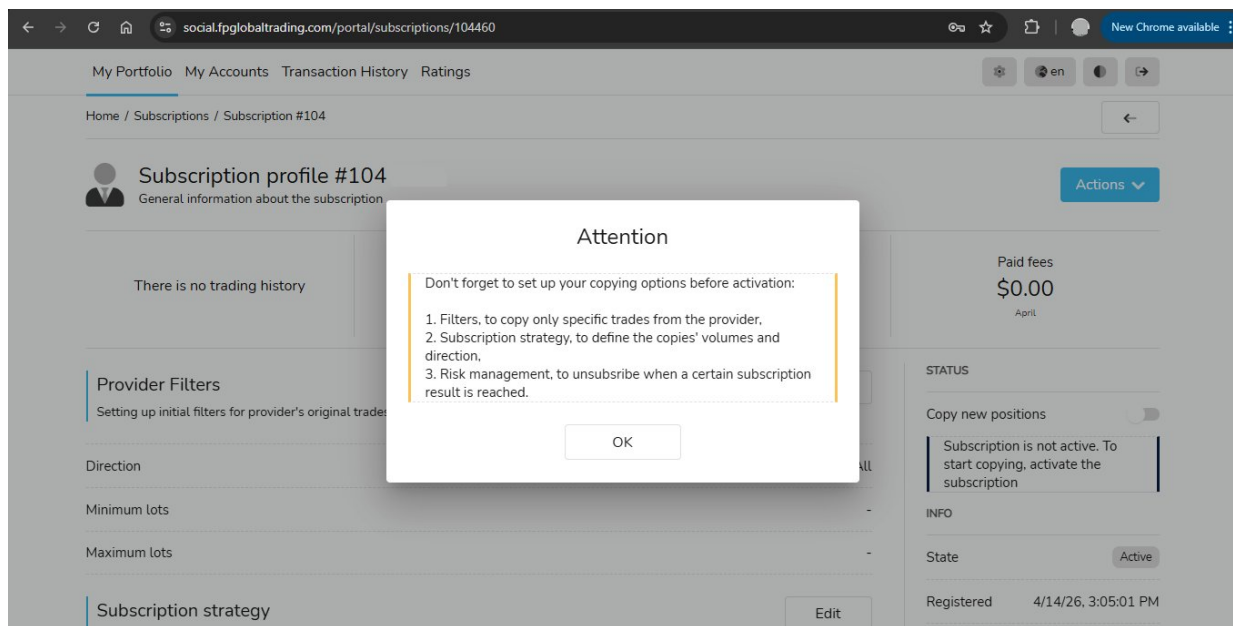 social.fpglobaltrading.com/portal/subscriptions/104460
New Chrome available
My Portfolio My Accounts Transaction History Ratings
en
Home / Subscriptions / Subscription #104
Subscription profile #104
General information about the subscription
Actions
There is no trading history
Paid fees
$0.00
April
Attention
Don't forget to set up your copying options before activation:
1. Filters, to copy only specific trades from the provider,
2. Subscription strategy, to define the copies' volumes and
direction,
3. Risk management, to unsubsribe when a certain subscription
result is reached.
OK
Provider Filters
Setting up initial filters for provider's original trades
Direction
All
Minimum lots -
Maximum lots -
Subscription strategy
Edit
STATUS
Copy new positions
Subscription is not active. To
start copying, activate the
subscription
INFO
State Active
Registered 4/14/26, 3:05:01 PM